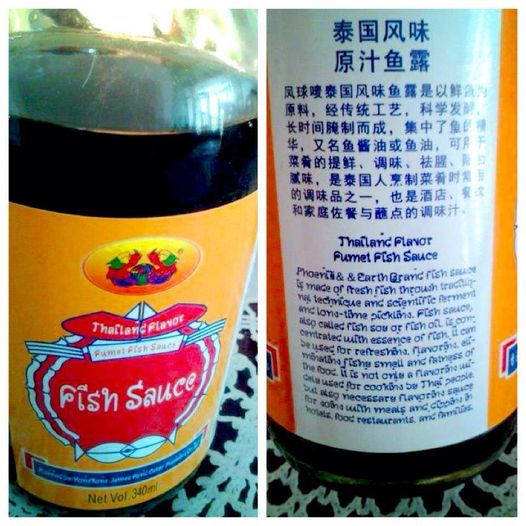 Thailand Flavor
Fumet Fish Sauce
Fish Sauce
Net Vol. 340ml
泰国风味
原汁鱼露
凤球唛泰国风味鱼露是以鲜鱼为
原料，经传统工艺，科学发酵，
长时间腌制而成，集中了鱼的精
华，又名鱼酱油或鱼油，可用于
菜肴的提鲜、调味、祛腥、除
腻味，是泰国人烹制菜肴时常
的调味品之一，也是酒店、餐饮
和家庭佐餐与蘸点的调味汁。
Thailand Flavor
Fumet Fish Sauce
Phoenix & & Earth Brand fish sauce
is made of fresh fish through traditio-
nal technique and scientific ferment
and long-time pickling. Fish sauce,
also called fish soy or fish oil, is con-
centrated with essence of fish. It can
be used for refreshing, flavoring, eli-
minating fishy smell and fatness of
the food. It is not only a flavoring
used for cooking by Thai people,
but also necessary flavoring sauce
for going with meals and dipping in
hotels, food restaurants, and families.